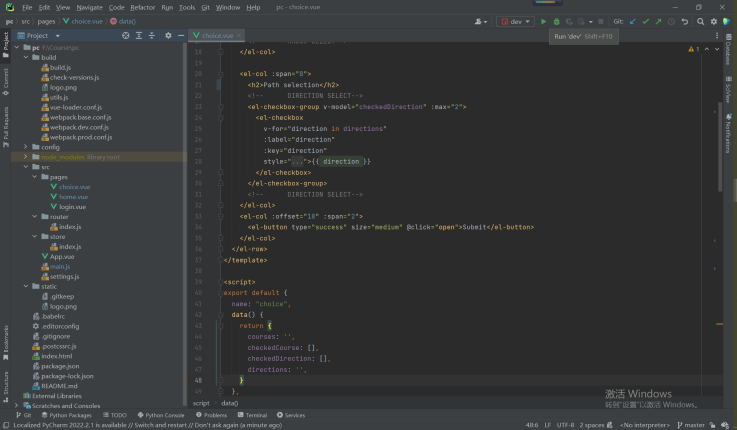 File Edit View Navigate Code Refactor Run Tools Git Window Help pc - choice.vue
pc src pages choice.vue data()
dev Git:
Project choice.vue
Run 'dev' Shift+F10
1
pc F:\Course\pc
build
build.js
check-versions.js
logo.png
utils.js
vue-loader.conf.js
webpack.base.conf.js
webpack.dev.conf.js
webpack.prod.conf.js
config
node_modules library root
src
pages
choice.vue
home.vue
login.vue
router
index.js
store
index.js
App.vue
main.js
settings.js
static
.gitkeep
logo.png
.babelrc
.editorconfig
.gitignore
.postcssrc.js
index.html
package.json
package-lock.json
README.md
External Libraries
Scratches and Consoles
18 </el-col>
19
20 <el-col :span="8">
21 <h2>Path selection</h2>
22 <!-- DIRECTION SELECT-->
23 <el-checkbox-group v-model="checkedDirection" :max="2">
24 <el-checkbox
25 v-for="direction in directions"
26 :label="direction"
27 :key="direction"
28 style="...">{{ direction }}
29 </el-checkbox>
30 </el-checkbox-group>
31 <!-- DIRECTION SELECT-->
32 </el-col>
33 <el-col :offset="18" :span="2">
34 <el-button type="success" size="medium" @click="open">Submit</el-button>
35 </el-col>
36 </el-row>
37 </template>
38
39 <script>
40 export default {
41 name: "choice",
42 data() {
43 return {
44 courses: '',
45 checkedCourse: [],
46 checkedDirection: [],
47 directions: '',
48 }
49 },
script data()
激活 Windows
转到"设置"以激活 Windows。
Project
Commit
Pull Requests
Bookmarks
Structure
Database
SciView
Notifications
Git Python Packages TODO Python Console Problems Terminal Services
Localized PyCharm 2022.2.1 is available // Switch and restart // Don't ask again (a minute ago) 48:6 LF UTF-8 2 spaces <No interpreter> master